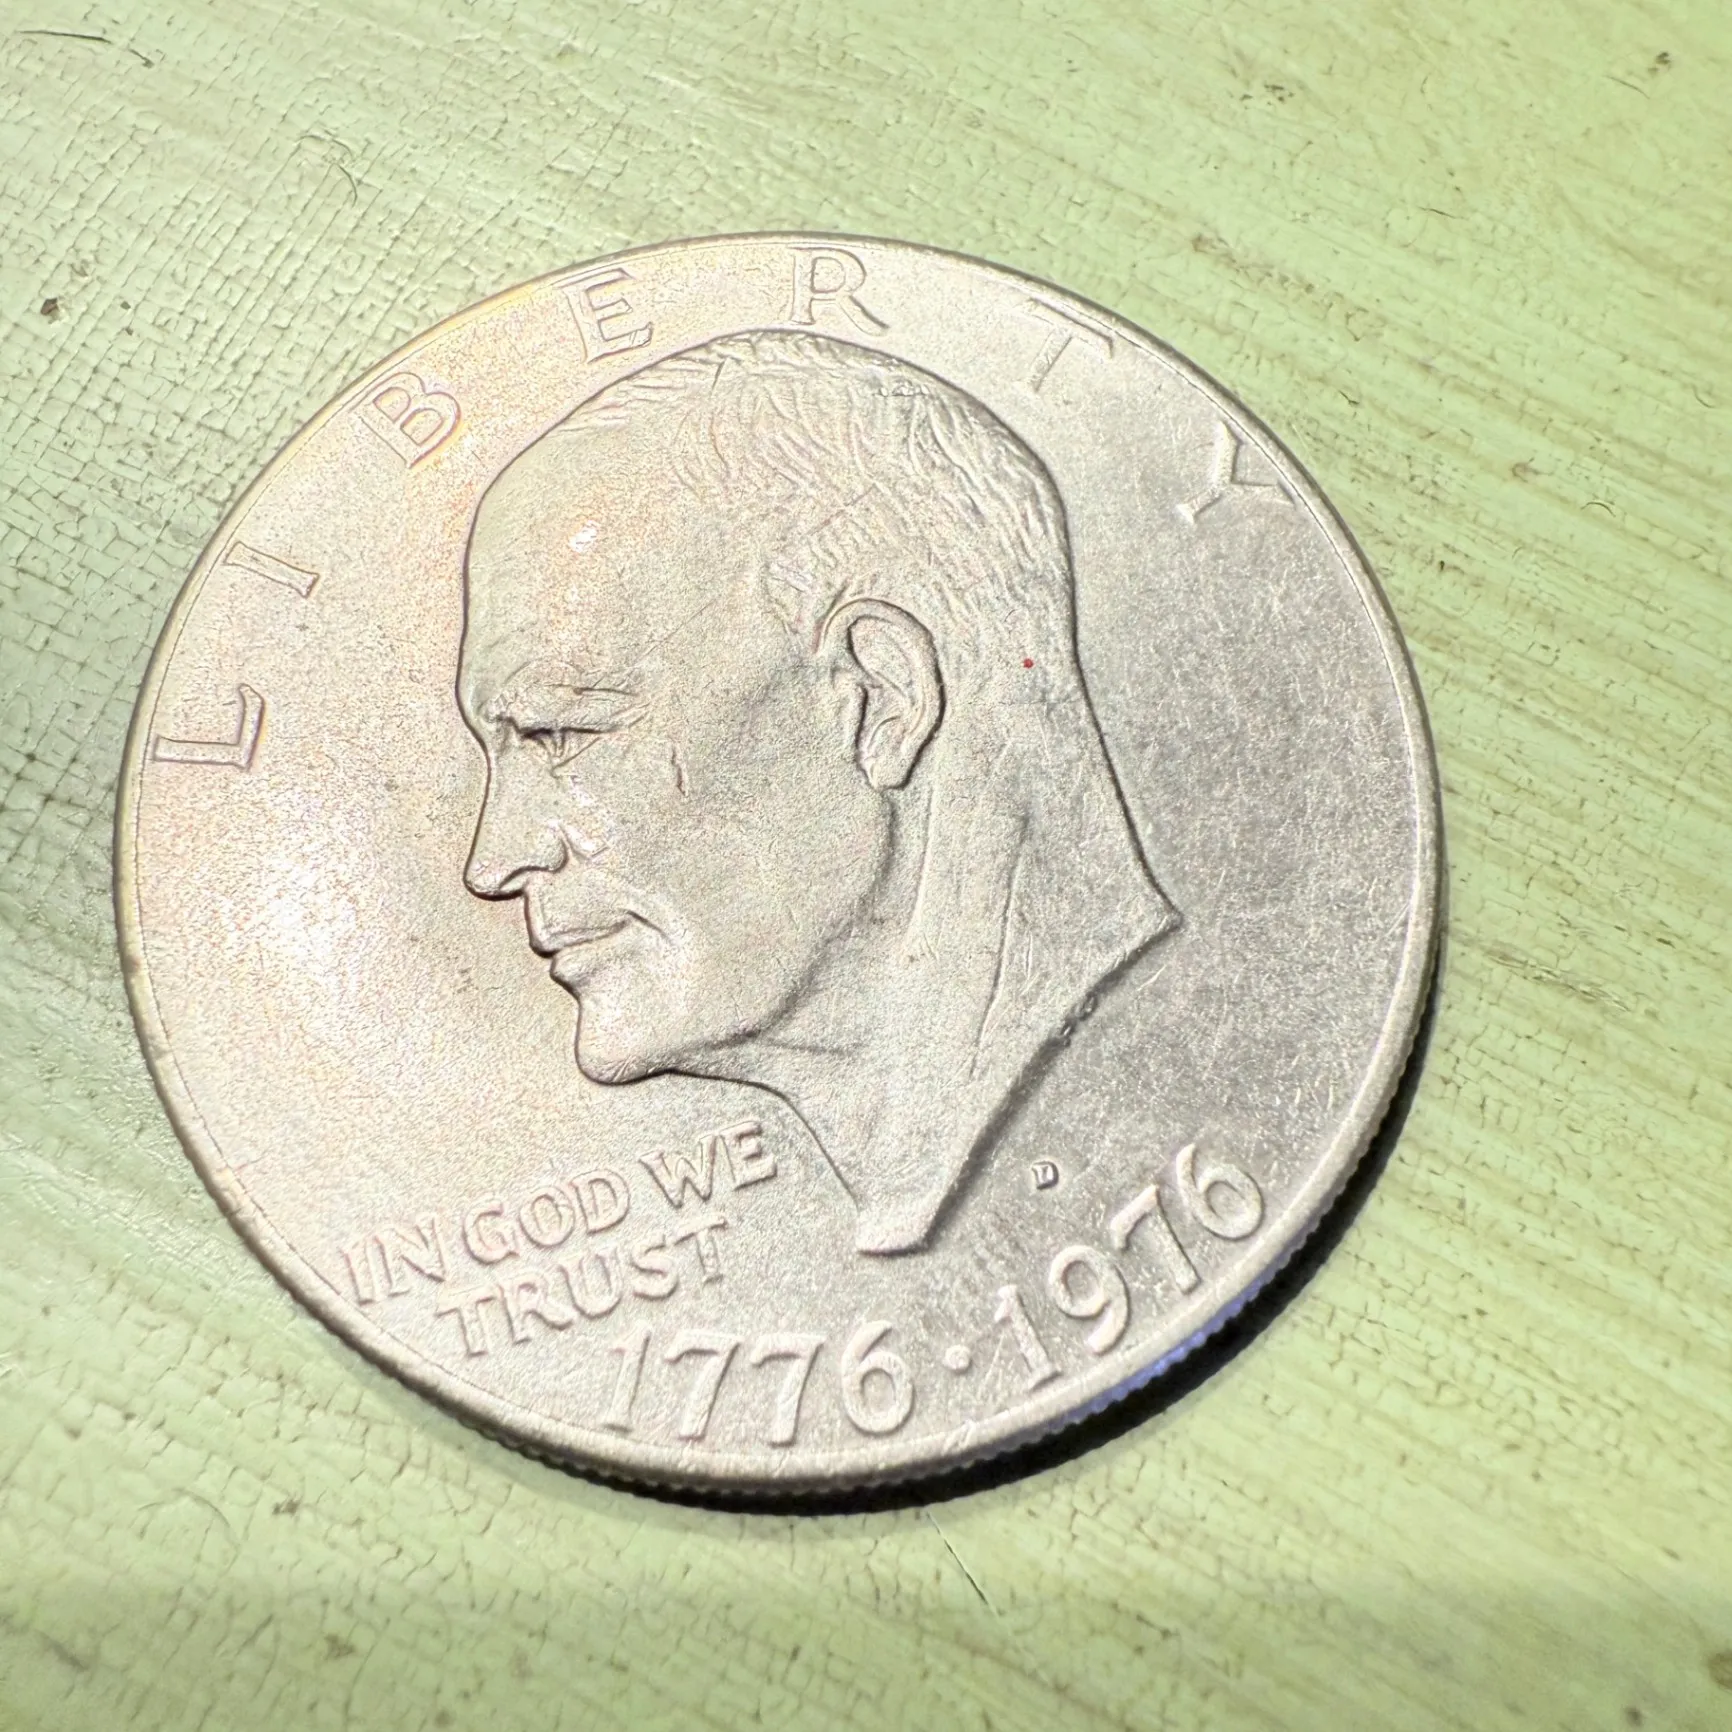 LIBERTY
IN GOD WE
TRUST
D
1776·1976